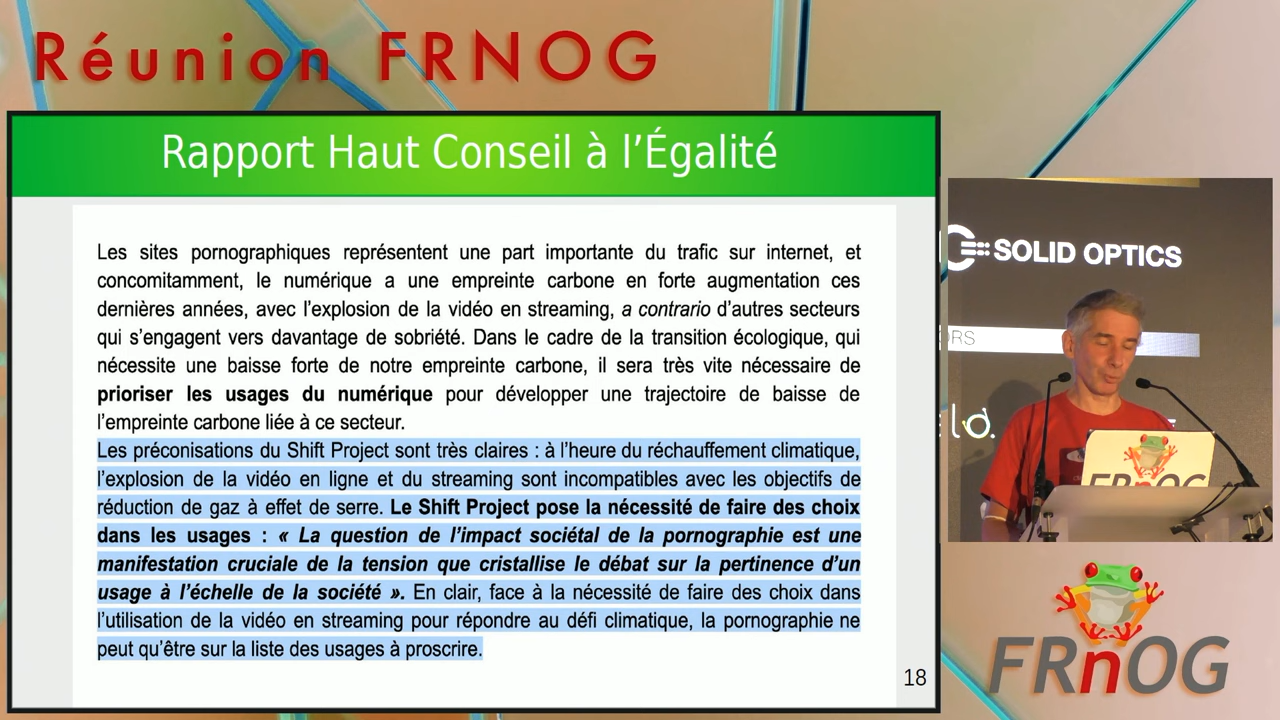 Réunion FRNOG
Rapport Haut Conseil à l’Égalité
Les sites pornographiques représentent une part importante du trafic sur internet, et
concomitamment, le numérique a une empreinte carbone en forte augmentation ces
dernières années, avec l’explosion de la vidéo en streaming, a contrario d’autres secteurs
qui s’engagent vers davantage de sobriété. Dans le cadre de la transition écologique, qui
nécessite une baisse forte de notre empreinte carbone, il sera très vite nécessaire de
prioriser les usages du numérique pour développer une trajectoire de baisse de
l’empreinte carbone liée à ce secteur.
Les préconisations du Shift Project sont très claires : à l’heure du réchauffement climatique,
l’explosion de la vidéo en ligne et du streaming sont incompatibles avec les objectifs de
réduction de gaz à effet de serre. Le Shift Project pose la nécessité de faire des choix
dans les usages : « La question de l’impact sociétal de la pornographie est une
manifestation cruciale de la tension que cristallise le débat sur la pertinence d’un
usage à l’échelle de la société ». En clair, face à la nécessité de faire des choix dans
l’utilisation de la vidéo en streaming pour répondre au défi climatique, la pornographie ne
peut qu’être sur la liste des usages à proscrire.
18
SOLID OPTICS
ORS
lo.
FRnOG
FRnOG